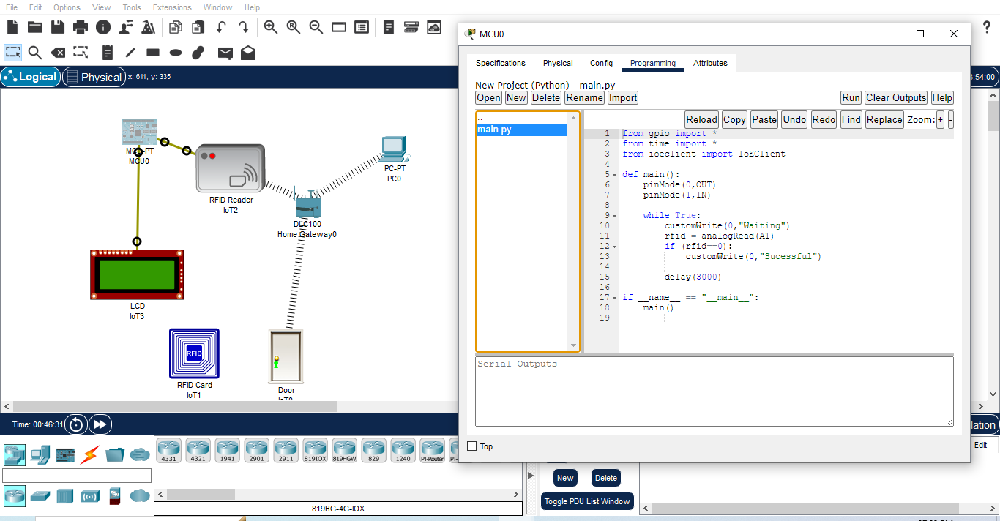 File Edit Options View Tools Extensions Window Help
?
Logical
Physical
x: 611, y: 335
:54:00
MCU0
Specifications Physical Config Programming Attributes
New Project (Python) - main.py
Open New Delete Rename Import
Run Clear Outputs Help
..
main.py
Reload Copy Paste Undo Redo Find Replace Zoom: + -
1 from gpio import *
2 from time import *
3 from ioeclient import IoEClient
4
5 def main():
6 pinMode(0,OUT)
7 pinMode(1,IN)
8
9 while True:
10 customWrite(0,"Waiting")
11 rfid = analogRead(A1)
12 if (rfid==0):
13 customWrite(0,"Sucessful")
14
15 delay(3000)
16
17 if __name__ == "__main__":
18 main()
19
Serial Outputs
Top
MCU-PT
MCU0
RFID Reader
IoT2
PC-PT
PC0
DLC100
Home Gateway0
LCD
IoT3
RFID
RFID Card
IoT1
Door
IoT0
Time: 00:46:31
lation
4331
4321
1941
2901
2911
819IOX
819HGW
829
1240
PT-Router
PT-
819HG-4G-IOX
Edit
New
Delete
Toggle PDU List Window